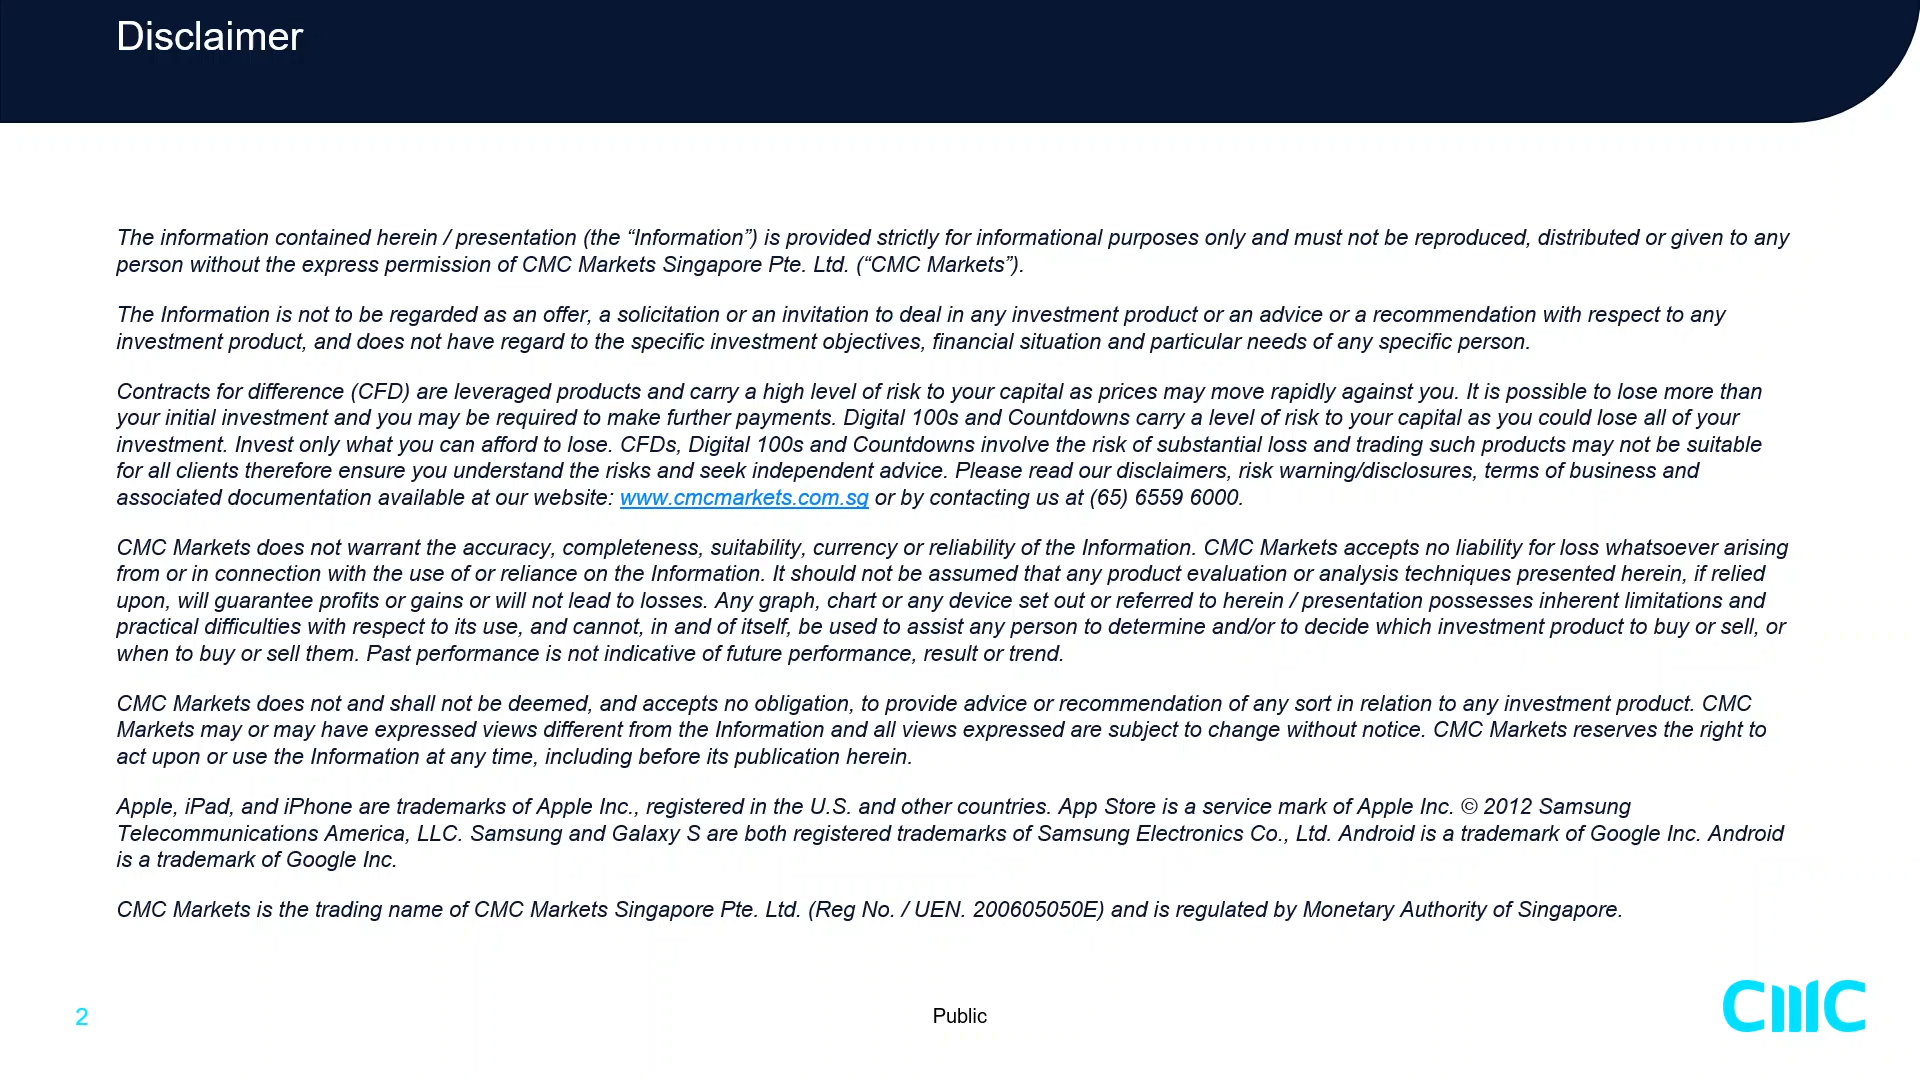 Disclaimer
The information contained herein / presentation (the “Information”) is provided strictly for informational purposes only and must not be reproduced, distributed or given to any
person without the express permission of CMC Markets Singapore Pte. Ltd. (“CMC Markets”).
The Information is not to be regarded as an offer, a solicitation or an invitation to deal in any investment product or an advice or a recommendation with respect to any
investment product, and does not have regard to the specific investment objectives, financial situation and particular needs of any specific person.
Contracts for difference (CFD) are leveraged products and carry a high level of risk to your capital as prices may move rapidly against you. It is possible to lose more than
your initial investment and you may be required to make further payments. Digital 100s and Countdowns carry a level of risk to your capital as you could lose all of your
investment. Invest only what you can afford to lose. CFDs, Digital 100s and Countdowns involve the risk of substantial loss and trading such products may not be suitable
for all clients therefore ensure you understand the risks and seek independent advice. Please read our disclaimers, risk warning/disclosures, terms of business and
associated documentation available at our website: www.cmcmarkets.com.sg or by contacting us at (65) 6559 6000.
CMC Markets does not warrant the accuracy, completeness, suitability, currency or reliability of the Information. CMC Markets accepts no liability for loss whatsoever arising
from or in connection with the use of or reliance on the Information. It should not be assumed that any product evaluation or analysis techniques presented herein, if relied
upon, will guarantee profits or gains or will not lead to losses. Any graph, chart or any device set out or referred to herein / presentation possesses inherent limitations and
practical difficulties with respect to its use, and cannot, in and of itself, be used to assist any person to determine and/or to decide which investment product to buy or sell, or
when to buy or sell them. Past performance is not indicative of future performance, result or trend.
CMC Markets does not and shall not be deemed, and accepts no obligation, to provide advice or recommendation of any sort in relation to any investment product. CMC
Markets may or may have expressed views different from the Information and all views expressed are subject to change without notice. CMC Markets reserves the right to
act upon or use the Information at any time, including before its publication herein.
Apple, iPad, and iPhone are trademarks of Apple Inc., registered in the U.S. and other countries. App Store is a service mark of Apple Inc. © 2012 Samsung
Telecommunications America, LLC. Samsung and Galaxy S are both registered trademarks of Samsung Electronics Co., Ltd. Android is a trademark of Google Inc. Android
is a trademark of Google Inc.
CMC Markets is the trading name of CMC Markets Singapore Pte. Ltd. (Reg No. / UEN. 200605050E) and is regulated by Monetary Authority of Singapore.
2
Public
CMC